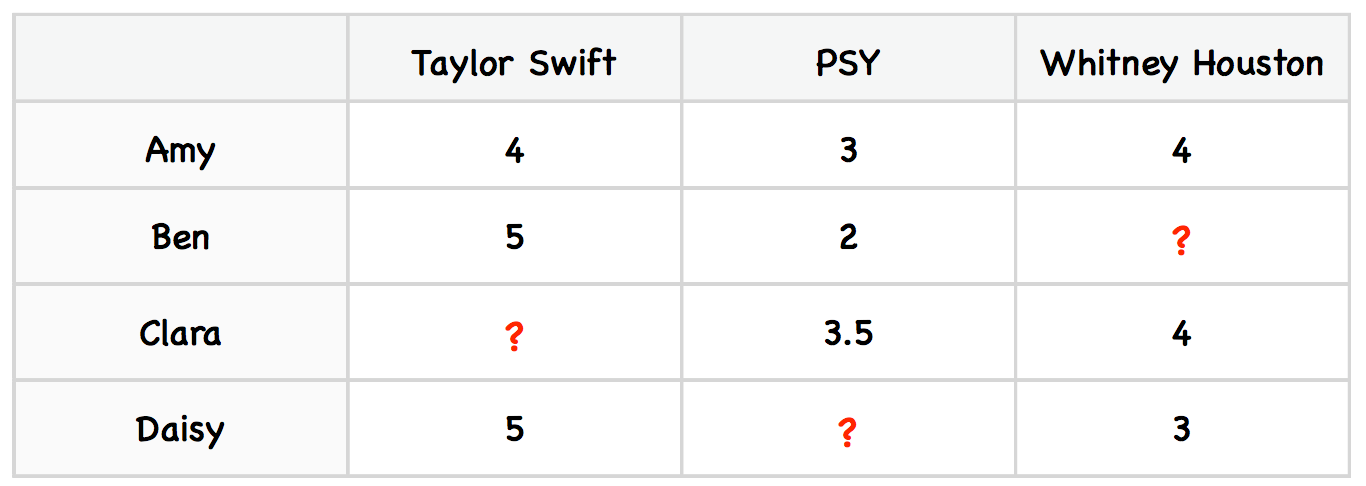 Taylor Swift PSY Whitney Houston
Amy 4 3 4
Ben 5 2 ?
Clara ? 3.5 4
Daisy 5 ? 3